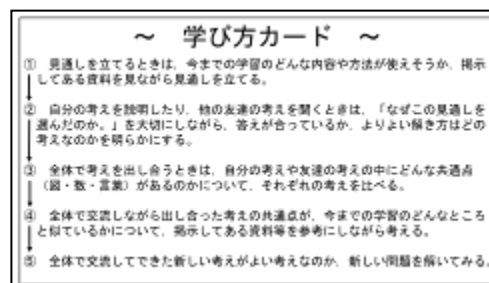 ～ 学び方カード ～
① 見通しを立てるときは，今までの学習のどんな内容や方法が使えそうか，掲示
してある資料を見ながら見通しを立てる。
② 自分の考えを説明したり，他の友達の考えを聞くときは，「なぜこの見通しを
選んだのか。」を大切にしながら，答えが合っているか，よりよい解き方はどの
考えなのかを明らかにする。
③ 全体で考えを出し合うときは，自分の考えや友達の考えの中にどんな共通点
（図・数・言葉）があるのかについて，それぞれの考えを比べる。
④ 全体で交流しながら出し合った考えの共通点が，今までの学習のどんなところ
と似ているかについて，掲示してある資料等を参考にしながら考える。
⑤ 全体で交流してできた新しい考えがよい考えなのか，新しい問題を解いてみる。